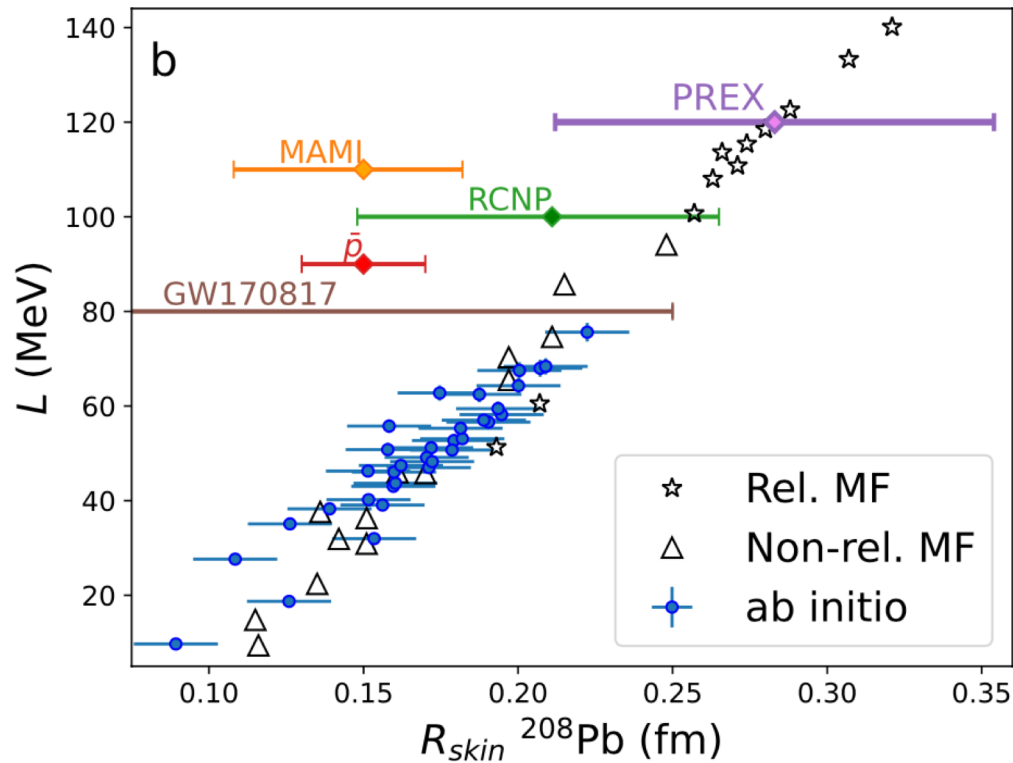 b
140
120
100
80
60
40
20
L (MeV)
PREX
MAMI
RCNP
p̄
GW170817
Rel. MF
Non-rel. MF
ab initio
0.10 0.15 0.20 0.25 0.30 0.35
R_skin ²⁰⁸Pb (fm)